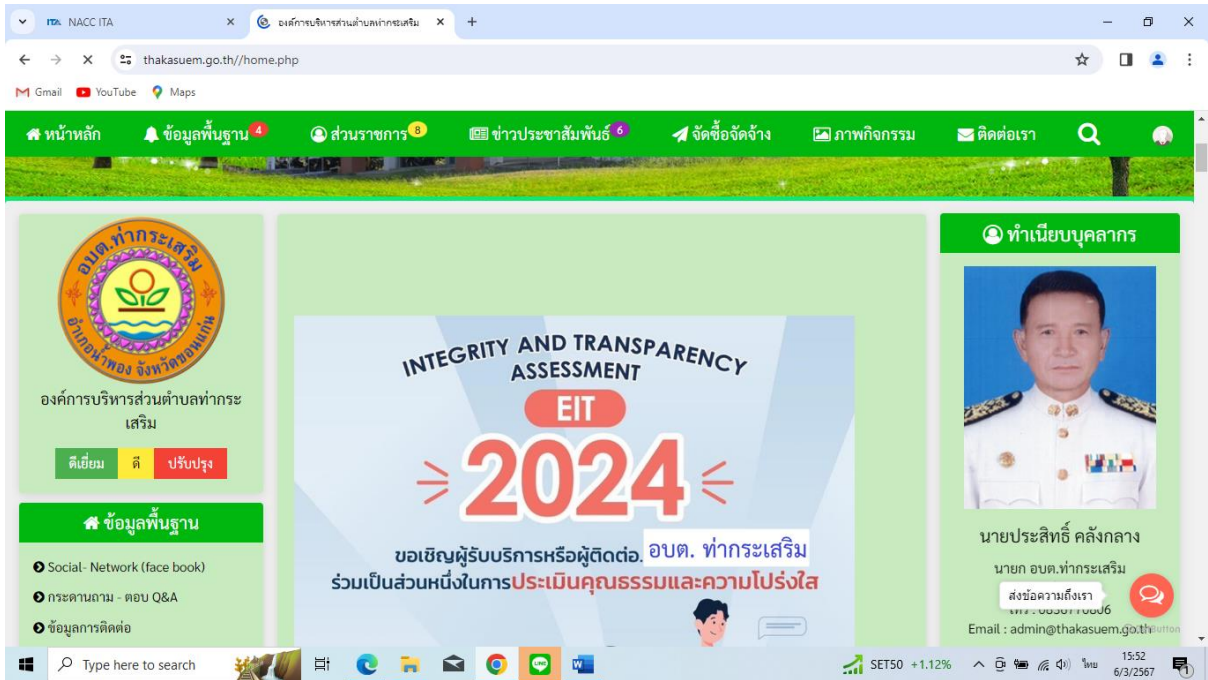 NACC ITA
องค์การบริหารส่วนตำบลท่ากระเสริม
thakasuem.go.th//home.php
Gmail YouTube Maps
หน้าหลัก ข้อมูลพื้นฐาน 4 ส่วนราชการ 8 ข่าวประชาสัมพันธ์ 6 จัดซื้อจัดจ้าง ภาพกิจกรรม ติดต่อเรา
อบต.ท่ากระเสริม
อำเภอน้ำพอง จังหวัดขอนแก่น
องค์การบริหารส่วนตำบลท่ากระ
เสริม
ดีเยี่ยม ดี ปรับปรุง
ข้อมูลพื้นฐาน
Social- Network (face book)
กระดานถาม - ตอบ Q&A
ข้อมูลการติดต่อ
INTEGRITY AND TRANSPARENCY
ASSESSMENT
EIT
2024
ขอเชิญผู้รับบริการหรือผู้ติดต่อ. อบต. ท่ากระเสริม
ร่วมเป็นส่วนหนึ่งในการประเมินคุณธรรมและความโปร่งใส
ทำเนียบบุคลากร
นายประสิทธิ์ คลังกลาง
นายก อบต.ท่ากระเสริม
ส่งข้อความถึงเรา
Email : admin@thakasuem.go.th
Type here to search
SET50 +1.12%
ไทย
15:52
6/3/2567